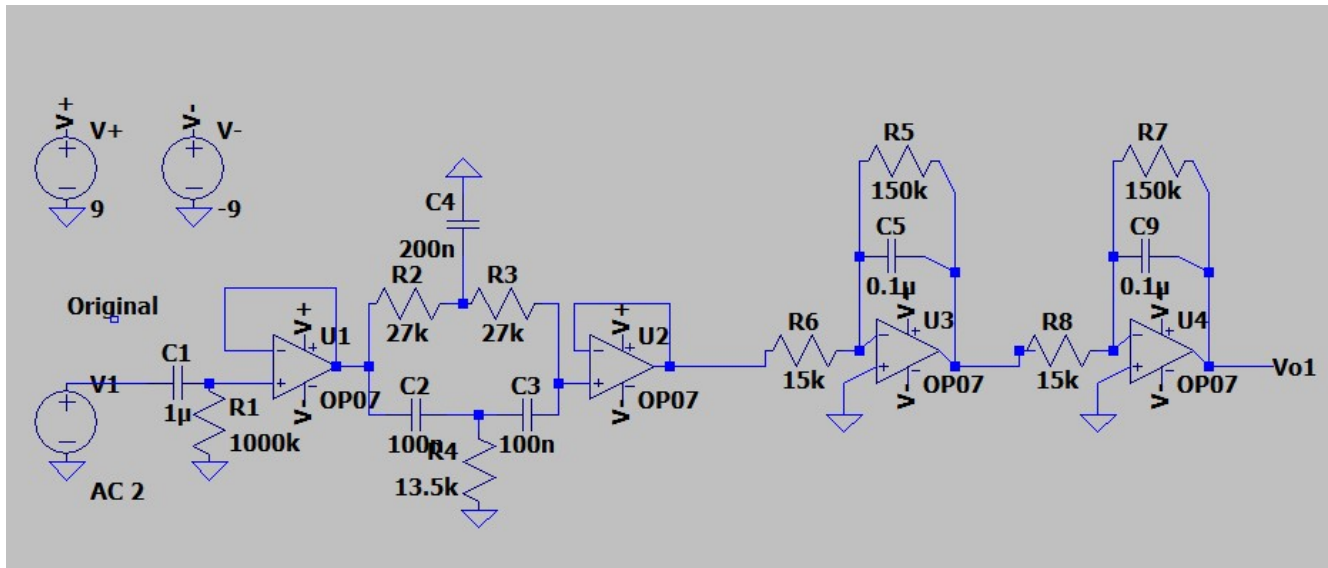 V+
V+
9
V-
V-
-9
Original
V1
AC 2
C1
1µ
R1
1000k
V+
U1
OP07
V-
C4
200n
R2
27k
R3
27k
C2
100n
C3
100n
R4
13.5k
V+
U2
OP07
V-
R6
15k
R5
150k
C5
0.1µ
V+
U3
OP07
V-
R8
15k
R7
150k
C9
0.1µ
V+
U4
OP07
V-
Vo1